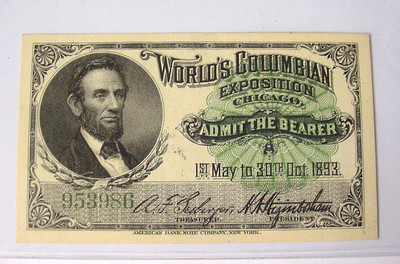 WORLD'S COLUMBIAN
EXPOSITION
CHICAGO.
ADMIT THE BEARER
1ST May to 30TH Oct. 1893.
953986
TREASURER.
PRESIDENT
AMERICAN BANK NOTE COMPANY, NEW YORK.